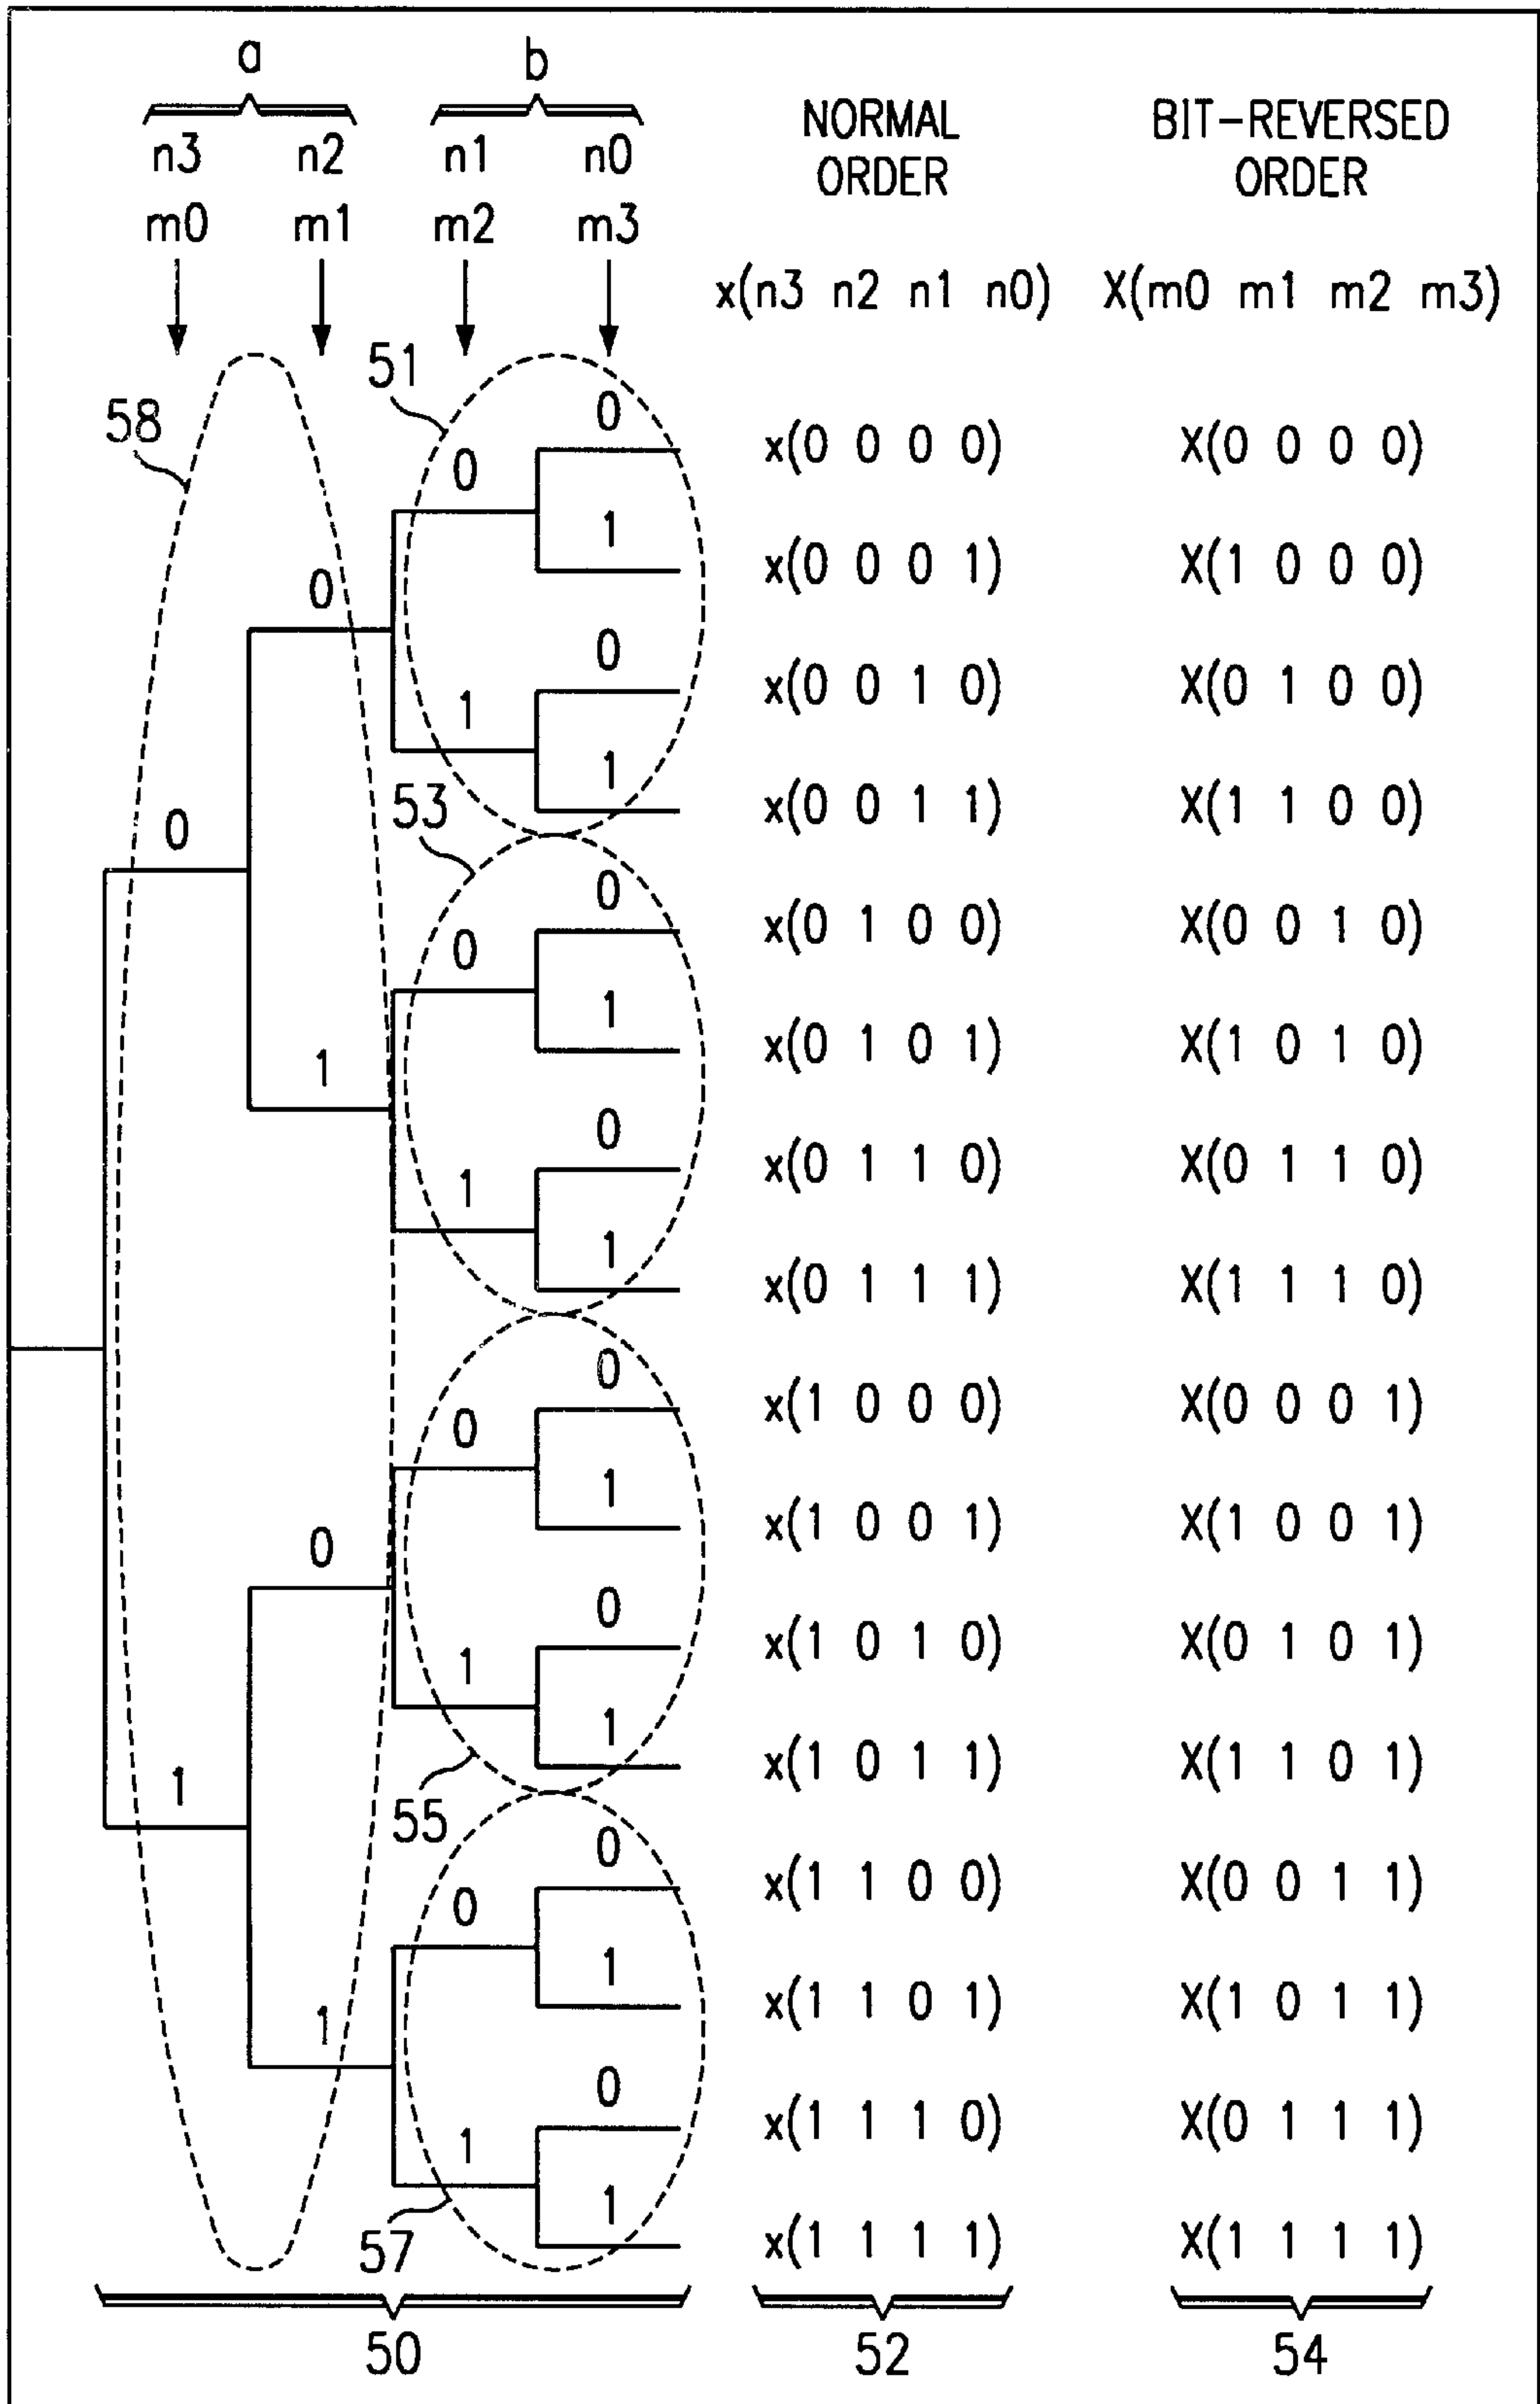 a b
n3 n2 n1 n0 NORMAL ORDER BIT-REVERSED ORDER
m0 m1 m2 m3
x(n3 n2 n1 n0) X(m0 m1 m2 m3)
51
58
0
x(0 0 0 0) X(0 0 0 0)
0
1
x(0 0 0 1) X(1 0 0 0)
0
0
x(0 0 1 0) X(0 1 0 0)
1
1
x(0 0 1 1) X(1 1 0 0)
53
0
0
x(0 1 0 0) X(0 0 1 0)
0
1
x(0 1 0 1) X(1 0 1 0)
1
0
x(0 1 1 0) X(0 1 1 0)
1
1
x(0 1 1 1) X(1 1 1 0)
0
x(1 0 0 0) X(0 0 0 1)
0
1
x(1 0 0 1) X(1 0 0 1)
0
0
x(1 0 1 0) X(0 1 0 1)
1
1
x(1 0 1 1) X(1 1 0 1)
1
55
0
x(1 1 0 0) X(0 0 1 1)
0
1
x(1 1 0 1) X(1 0 1 1)
1
0
x(1 1 1 0) X(0 1 1 1)
1
1
x(1 1 1 1) X(1 1 1 1)
57
50 52 54